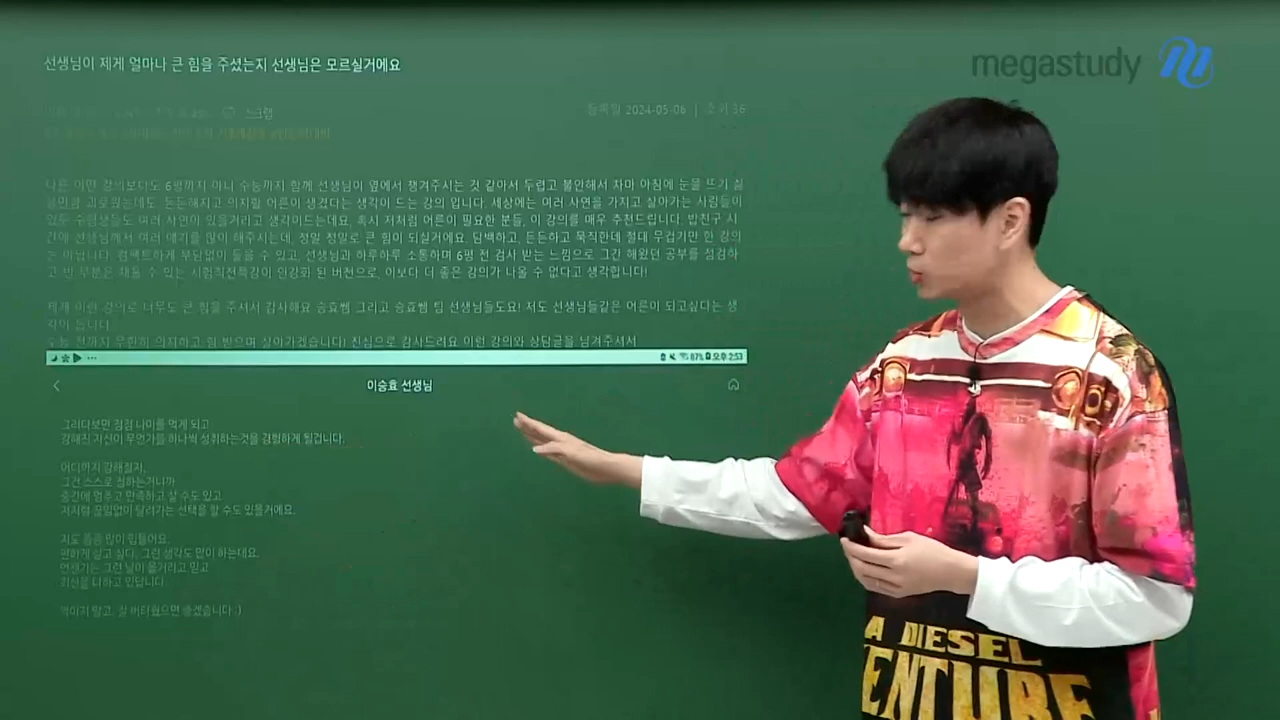 선생님이 제게 얼마나 큰 힘을 주셨는지 선생님은 모르실거에요
megastudy
스크랩
등록일 2024-05-06 | 조회 36
다른 어떤 강의보다도 6평까지 아니 수능까지 함께 선생님이 옆에서 챙겨주시는 것 같아서 두렵고 불안해서 차마 아침에 눈을 뜨기 싫
을만큼 괴로웠는데도 든든해지고 의지할 어른이 생겼다는 생각이 드는 강의 입니다. 세상에는 여러 사연을 가지고 살아가는 사람들이
있듯 수험생들도 여러 사연이 있을거라고 생각이드는데요, 혹시 저처럼 어른이 필요한 분들, 이 강의를 매우 추천드립니다. 밥친구 시
간에 선생님께서 여러 얘기를 많이 해주시는데, 정말 정말로 큰 힘이 되실거에요. 담백하고, 든든하고 묵직한데 절대 무겁기만 한 강의
는 아닙니다. 컴팩트하게 부담없이 들을 수 있고, 선생님과 하루하루 소통하며 6평 전 검사 받는 느낌으로 그간 해왔던 공부를 점검하
고 빈 부분은 채울 수 있는 시험직전특강이 인강화 된 버전으로, 이보다 더 좋은 강의가 나올 수 없다고 생각합니다!
제게 이런 강의로 너무도 큰 힘을 주셔서 감사해요 승효쌤 그리고 승효쌤 팀 선생님들도요! 저도 선생님들같은 어른이 되고싶다는 생
각이 듭니다
수능 전까지 무한히 의지하고 힘 받으며 살아가겠습니다! 진심으로 감사드려요 이런 강의와 상담글을 남겨주셔서
87% 오후 2:53
이승효 선생님
그러다보면 점점 나이를 먹게 되고
강해진 자신이 무언가를 하나씩 성취하는것을 경험하게 될겁니다.
어디까지 강해질지,
그건 스스로 정하는거니까
중간에 멈추고 만족하고 살 수도 있고
저처럼 끊임없이 달려가는 선택을 할 수도 있을거에요.
저도 종종 많이 힘들어요.
편하게 살고 싶다, 그런 생각도 많이 하는데요.
언젠가는 그런 날이 올거라고 믿고
최선을 다하고 있답니다.
꺾이지 말고, 잘 버텨줬으면 좋겠습니다 :)
A DIESEL
ENTURE